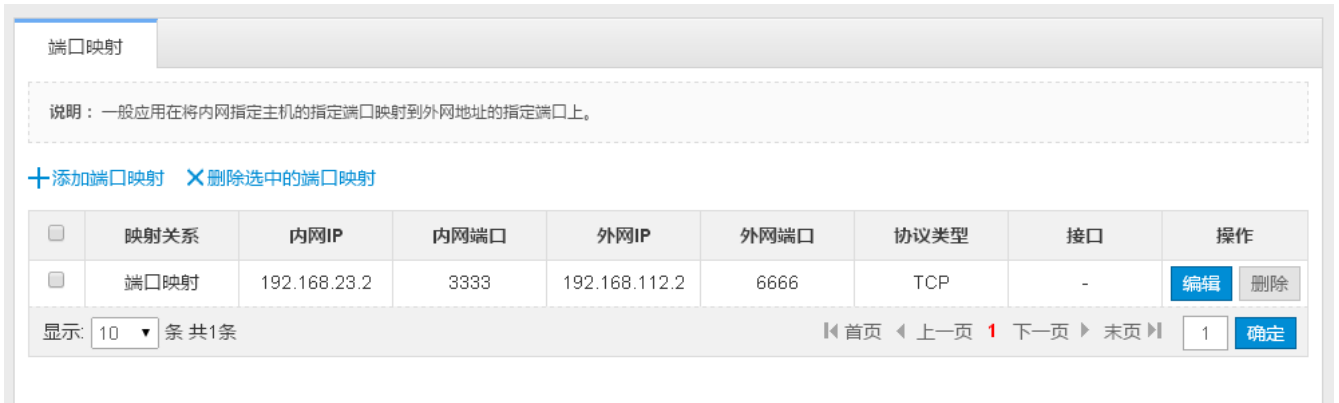 端口映射
说明： 一般应用在将内网指定主机的指定端口映射到外网地址的指定端口上。
添加端口映射 删除选中的端口映射
映射关系 内网IP 内网端口 外网IP 外网端口 协议类型 接口 操作
端口映射 192.168.23.2 3333 192.168.112.2 6666 TCP - 编辑 删除
显示: 10 条 共1条 首页 上一页 1 下一页 末页 1 确定